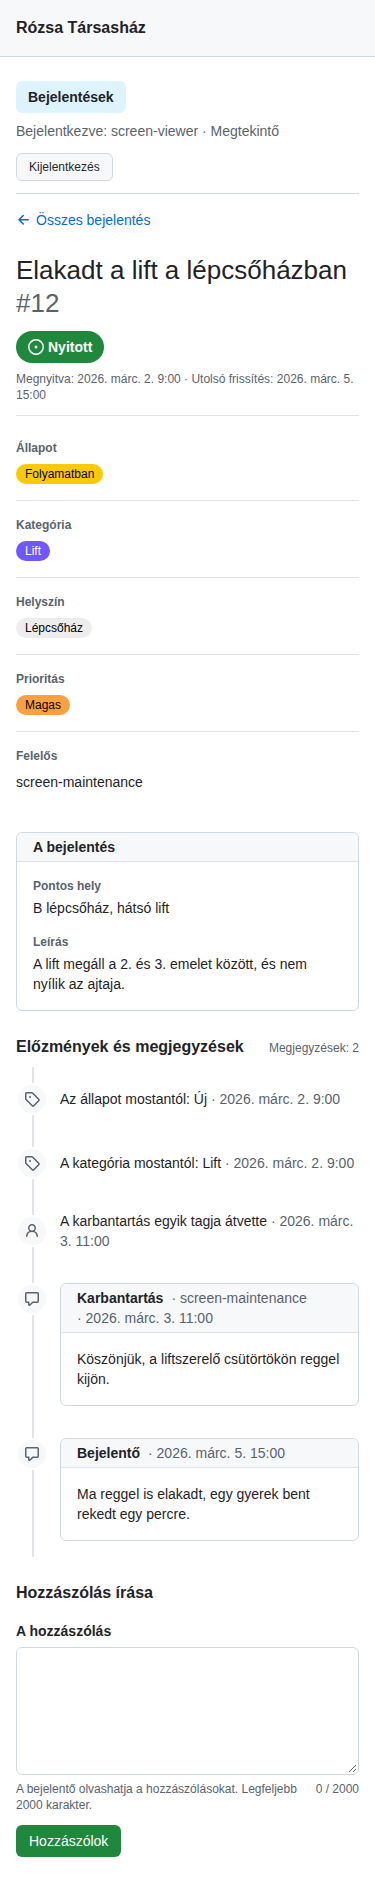 Rózsa Társasház
Bejelentések
Bejelentkezve: screen-viewer · Megtekintő
Kijelentkezés
← Összes bejelentés
Elakadt a lift a lépcsőházban
#12
Nyitott
Megnyitva: 2026. márc. 2. 9:00 · Utolsó frissítés: 2026. márc. 5.
15:00
Állapot
Folyamatban
Kategória
Lift
Helyszín
Lépcsőház
Prioritás
Magas
Felelős
screen-maintenance
A bejelentés
Pontos hely
B lépcsőház, hátsó lift
Leírás
A lift megáll a 2. és 3. emelet között, és nem
nyílik az ajtaja.
Előzmények és megjegyzések
Megjegyzések: 2
Az állapot mostantól: Új · 2026. márc. 2. 9:00
A kategória mostantól: Lift · 2026. márc. 2. 9:00
A karbantartás egyik tagja átvette · 2026. márc.
3. 11:00
Karbantartás · screen-maintenance
· 2026. márc. 3. 11:00
Köszönjük, a liftszerelő csütörtökön reggel
kijön.
Bejelentő · 2026. márc. 5. 15:00
Ma reggel is elakadt, egy gyerek bent
rekedt egy percre.
Hozzászólás írása
A hozzászólás
A bejelentő olvashatja a hozzászólásokat. Legfeljebb
2000 karakter.
0 / 2000
Hozzászólok